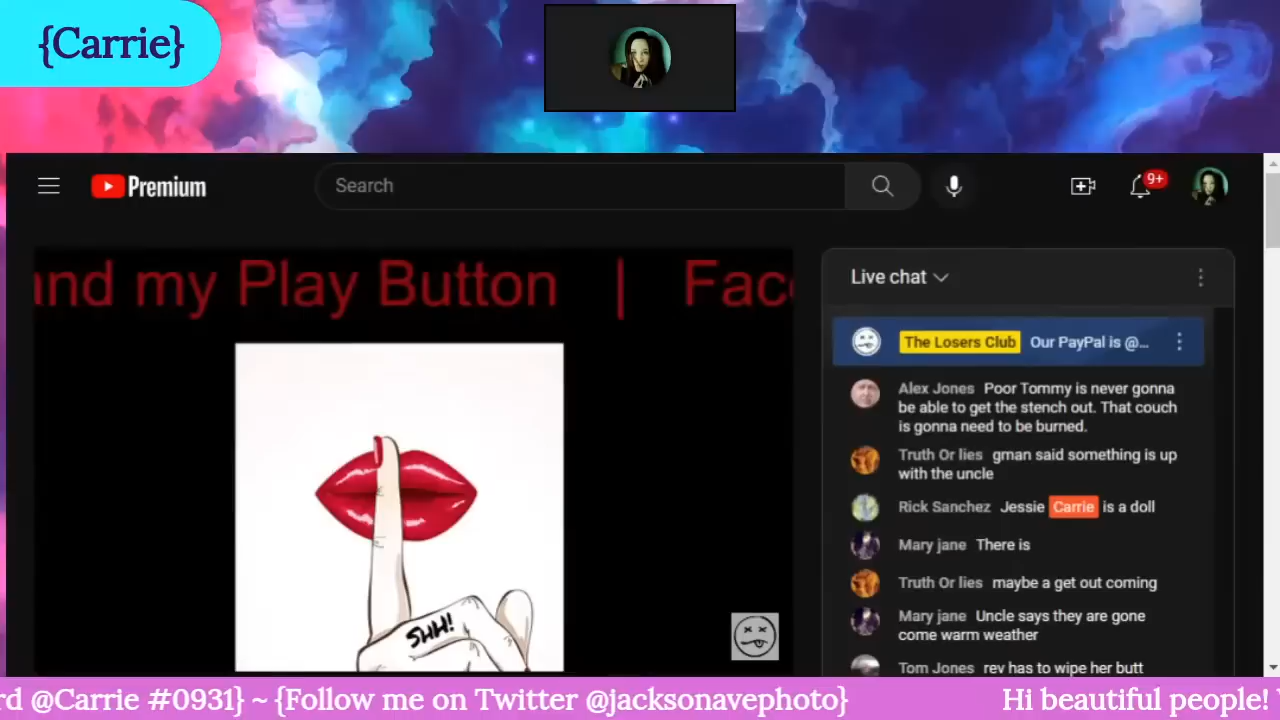 {Carrie}
Premium
Search
9+
and my Play Button | Fac
Live chat
The Losers Club Our PayPal is @...
Alex Jones Poor Tommy is never gonna
be able to get the stench out. That couch
is gonna need to be burned.
Truth Or lies gman said something is up
with the uncle
Rick Sanchez Jessie Carrie is a doll
Mary jane There is
Truth Or lies maybe a get out coming
Mary jane Uncle says they are gone
come warm weather
Tom Jones rev has to wipe her butt
SHH!
rd @Carrie #0931} ~ {Follow me on Twitter @jacksonavephoto} Hi beautiful people!